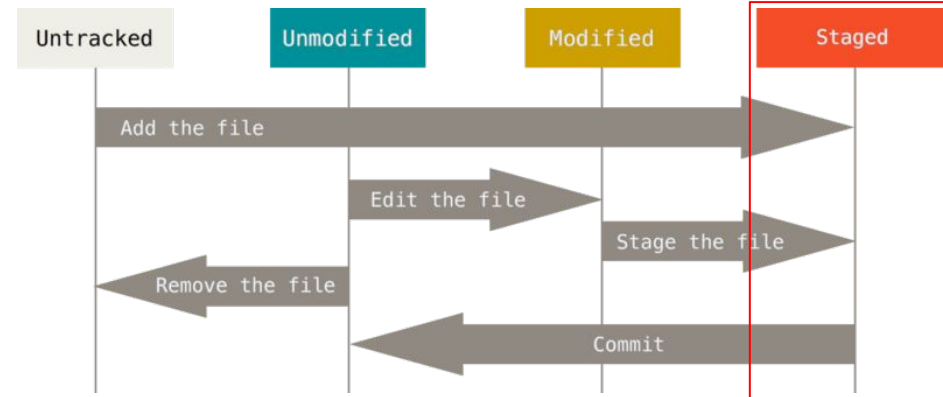 Untracked
Unmodified
Modified
Staged
Add the file
Edit the file
Stage the file
Remove the file
Commit